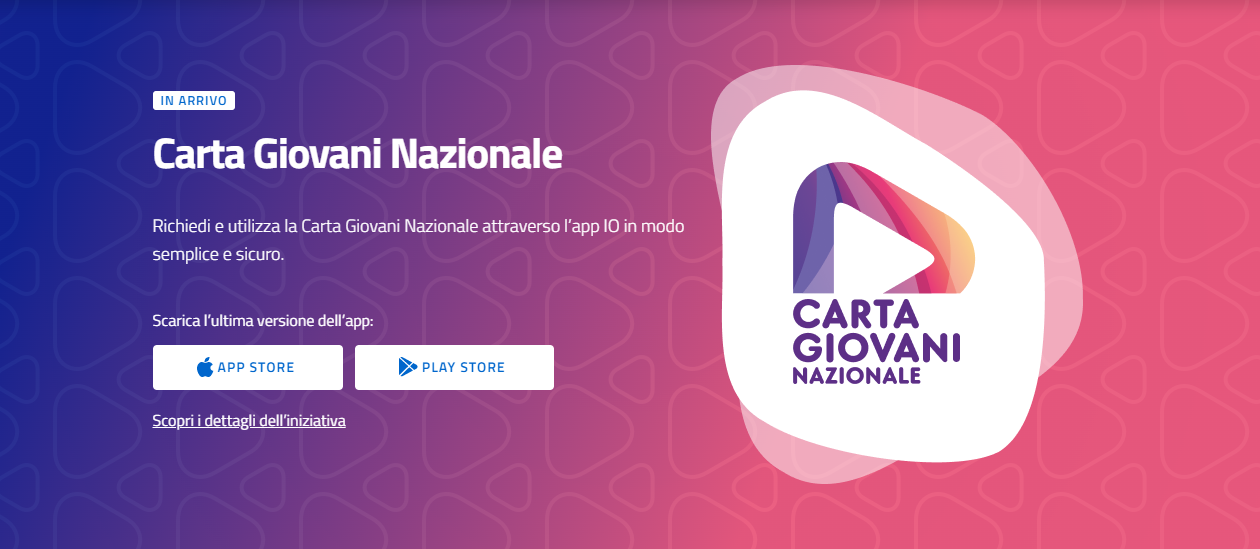 IN ARRIVO
Carta Giovani Nazionale
Richiedi e utilizza la Carta Giovani Nazionale attraverso l’app IO in modo
semplice e sicuro.
Scarica l’ultima versione dell’app:
APP STORE
PLAY STORE
Scopri i dettagli dell’iniziativa
CARTA
GIOVANI
NAZIONALE